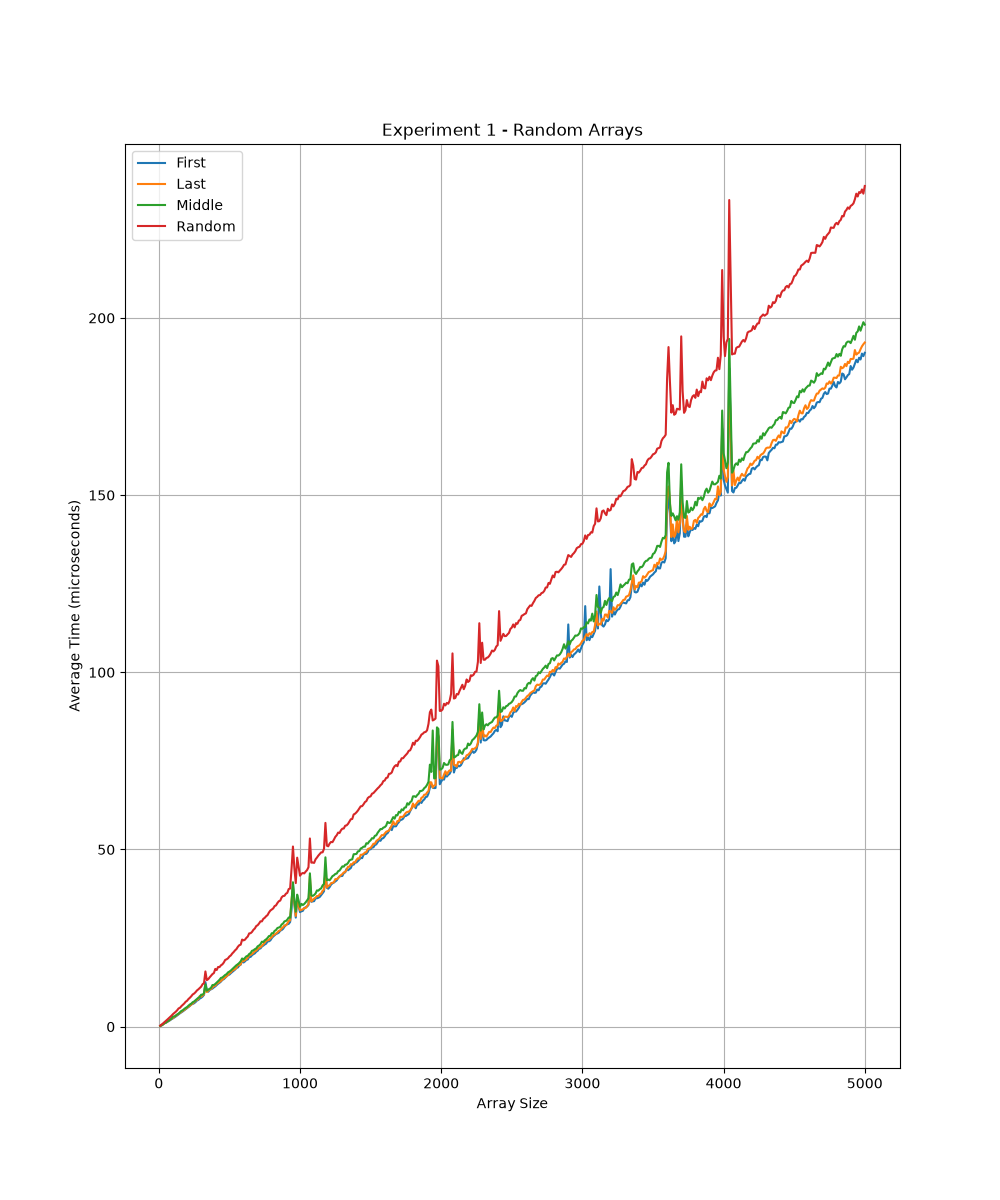 Experiment 1 - Random Arrays
First
Last
Middle
Random
200
150
100
50
0
Average Time (microseconds)
0 1000 2000 3000 4000 5000
Array Size